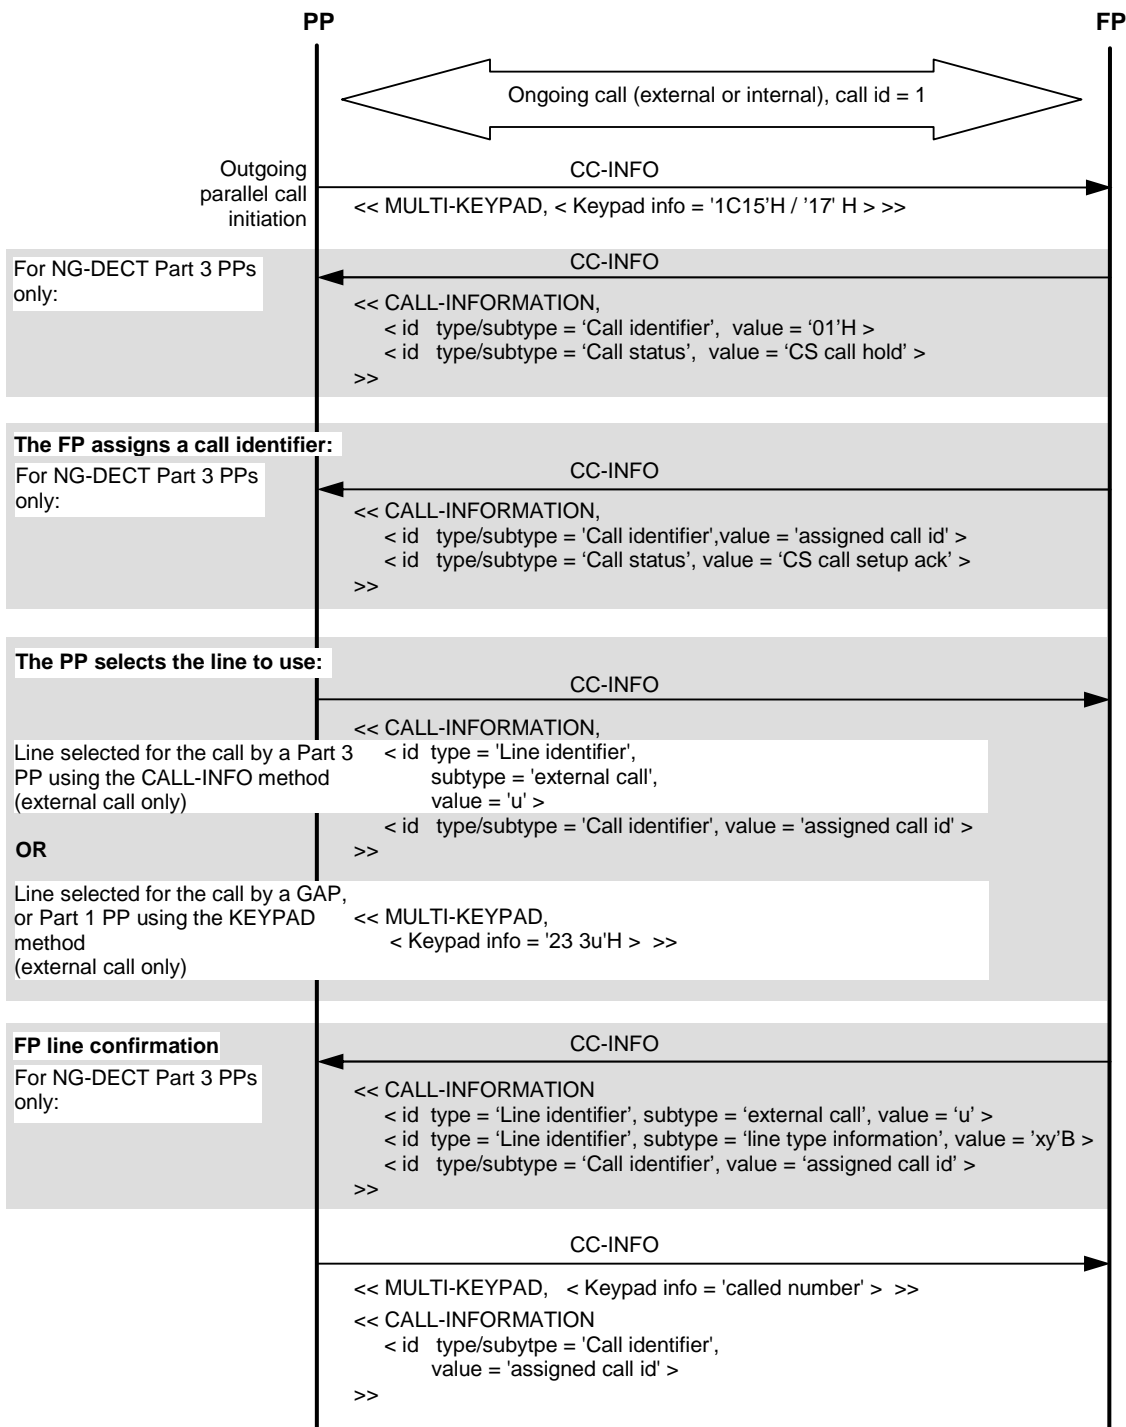 PP
FP
Ongoing call (external or internal), call id = 1
Outgoing
parallel call
initiation
CC-INFO
<< MULTI-KEYPAD, < Keypad info = '1C15'H / '17' H > >>
For NG-DECT Part 3 PPs
only:
CC-INFO
<< CALL-INFORMATION,
< id type/subtype = ‘Call identifier’, value = ‘01’H >
< id type/subtype = ‘Call status’, value = ‘CS call hold’ >
>>
The FP assigns a call identifier:
For NG-DECT Part 3 PPs
only:
CC-INFO
<< CALL-INFORMATION,
< id type/subtype = 'Call identifier',value = 'assigned call id' >
< id type/subtype = ‘Call status’, value = ‘CS call setup ack’ >
>>
The PP selects the line to use:
CC-INFO
<< CALL-INFORMATION,
Line selected for the call by a Part 3
PP using the CALL-INFO method
(external call only)
< id type = 'Line identifier',
subtype = 'external call',
value = 'u' >
< id type/subtype = 'Call identifier', value = 'assigned call id' >
>>
OR
Line selected for the call by a GAP,
or Part 1 PP using the KEYPAD
method
(external call only)
<< MULTI-KEYPAD,
< Keypad info = '23 3u'H > >>
FP line confirmation
For NG-DECT Part 3 PPs
only:
CC-INFO
<< CALL-INFORMATION
< id type = ‘Line identifier’, subtype = ‘external call’, value = ‘u’ >
< id type = ‘Line identifier’, subtype = ‘line type information’, value = ’xy’B >
< id type/subtype = ‘Call identifier’, value = ‘assigned call id’ >
>>
CC-INFO
<< MULTI-KEYPAD, < Keypad info = 'called number' > >>
<< CALL-INFORMATION
< id type/subytpe = 'Call identifier',
value = 'assigned call id' >
>>